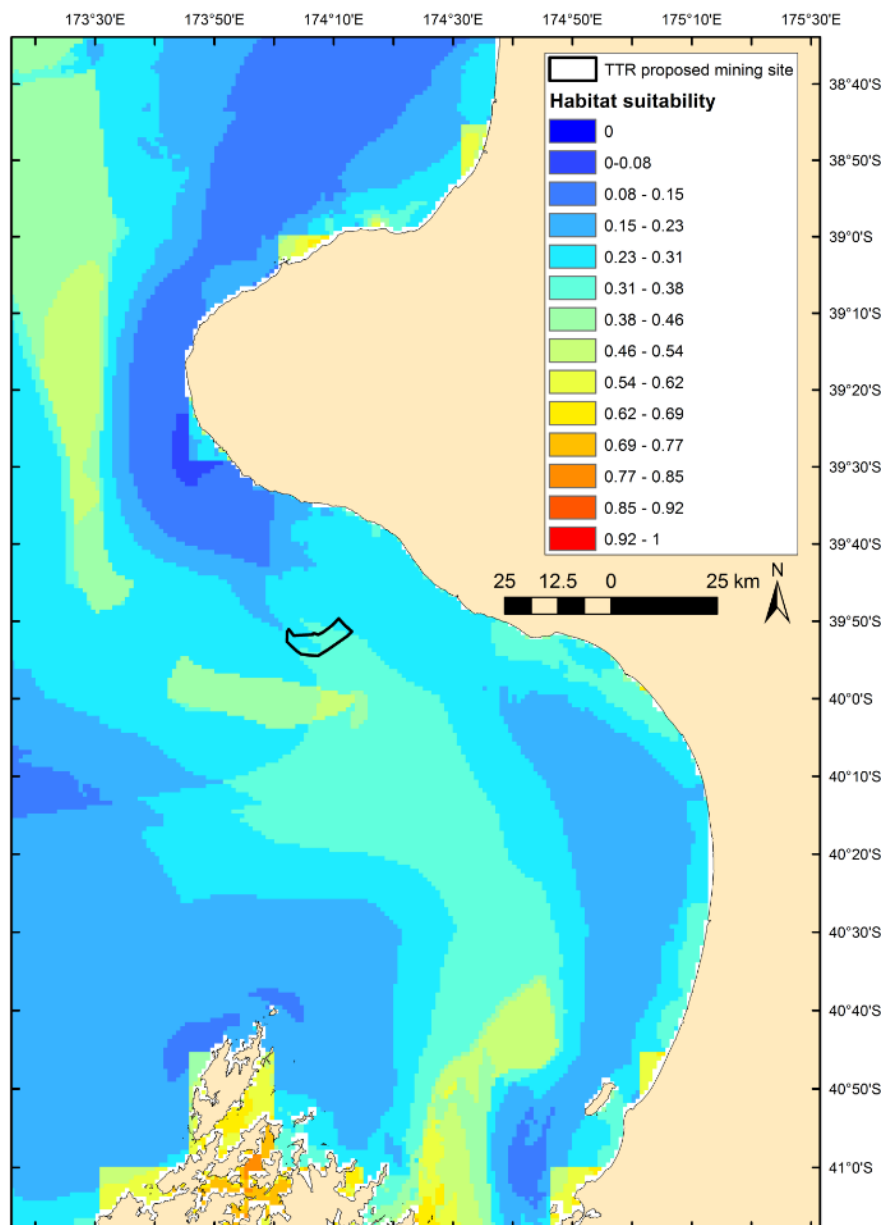 173°30'E 173°50'E 174°10'E 174°30'E 174°50'E 175°10'E 175°30'E
TTR proposed mining site
Habitat suitability
0
0-0.08
0.08 - 0.15
0.15 - 0.23
0.23 - 0.31
0.31 - 0.38
0.38 - 0.46
0.46 - 0.54
0.54 - 0.62
0.62 - 0.69
0.69 - 0.77
0.77 - 0.85
0.85 - 0.92
0.92 - 1
25 12.5 0 25 km
N
38°40'S
38°50'S
39°0'S
39°10'S
39°20'S
39°30'S
39°40'S
39°50'S
40°0'S
40°10'S
40°20'S
40°30'S
40°40'S
40°50'S
41°0'S